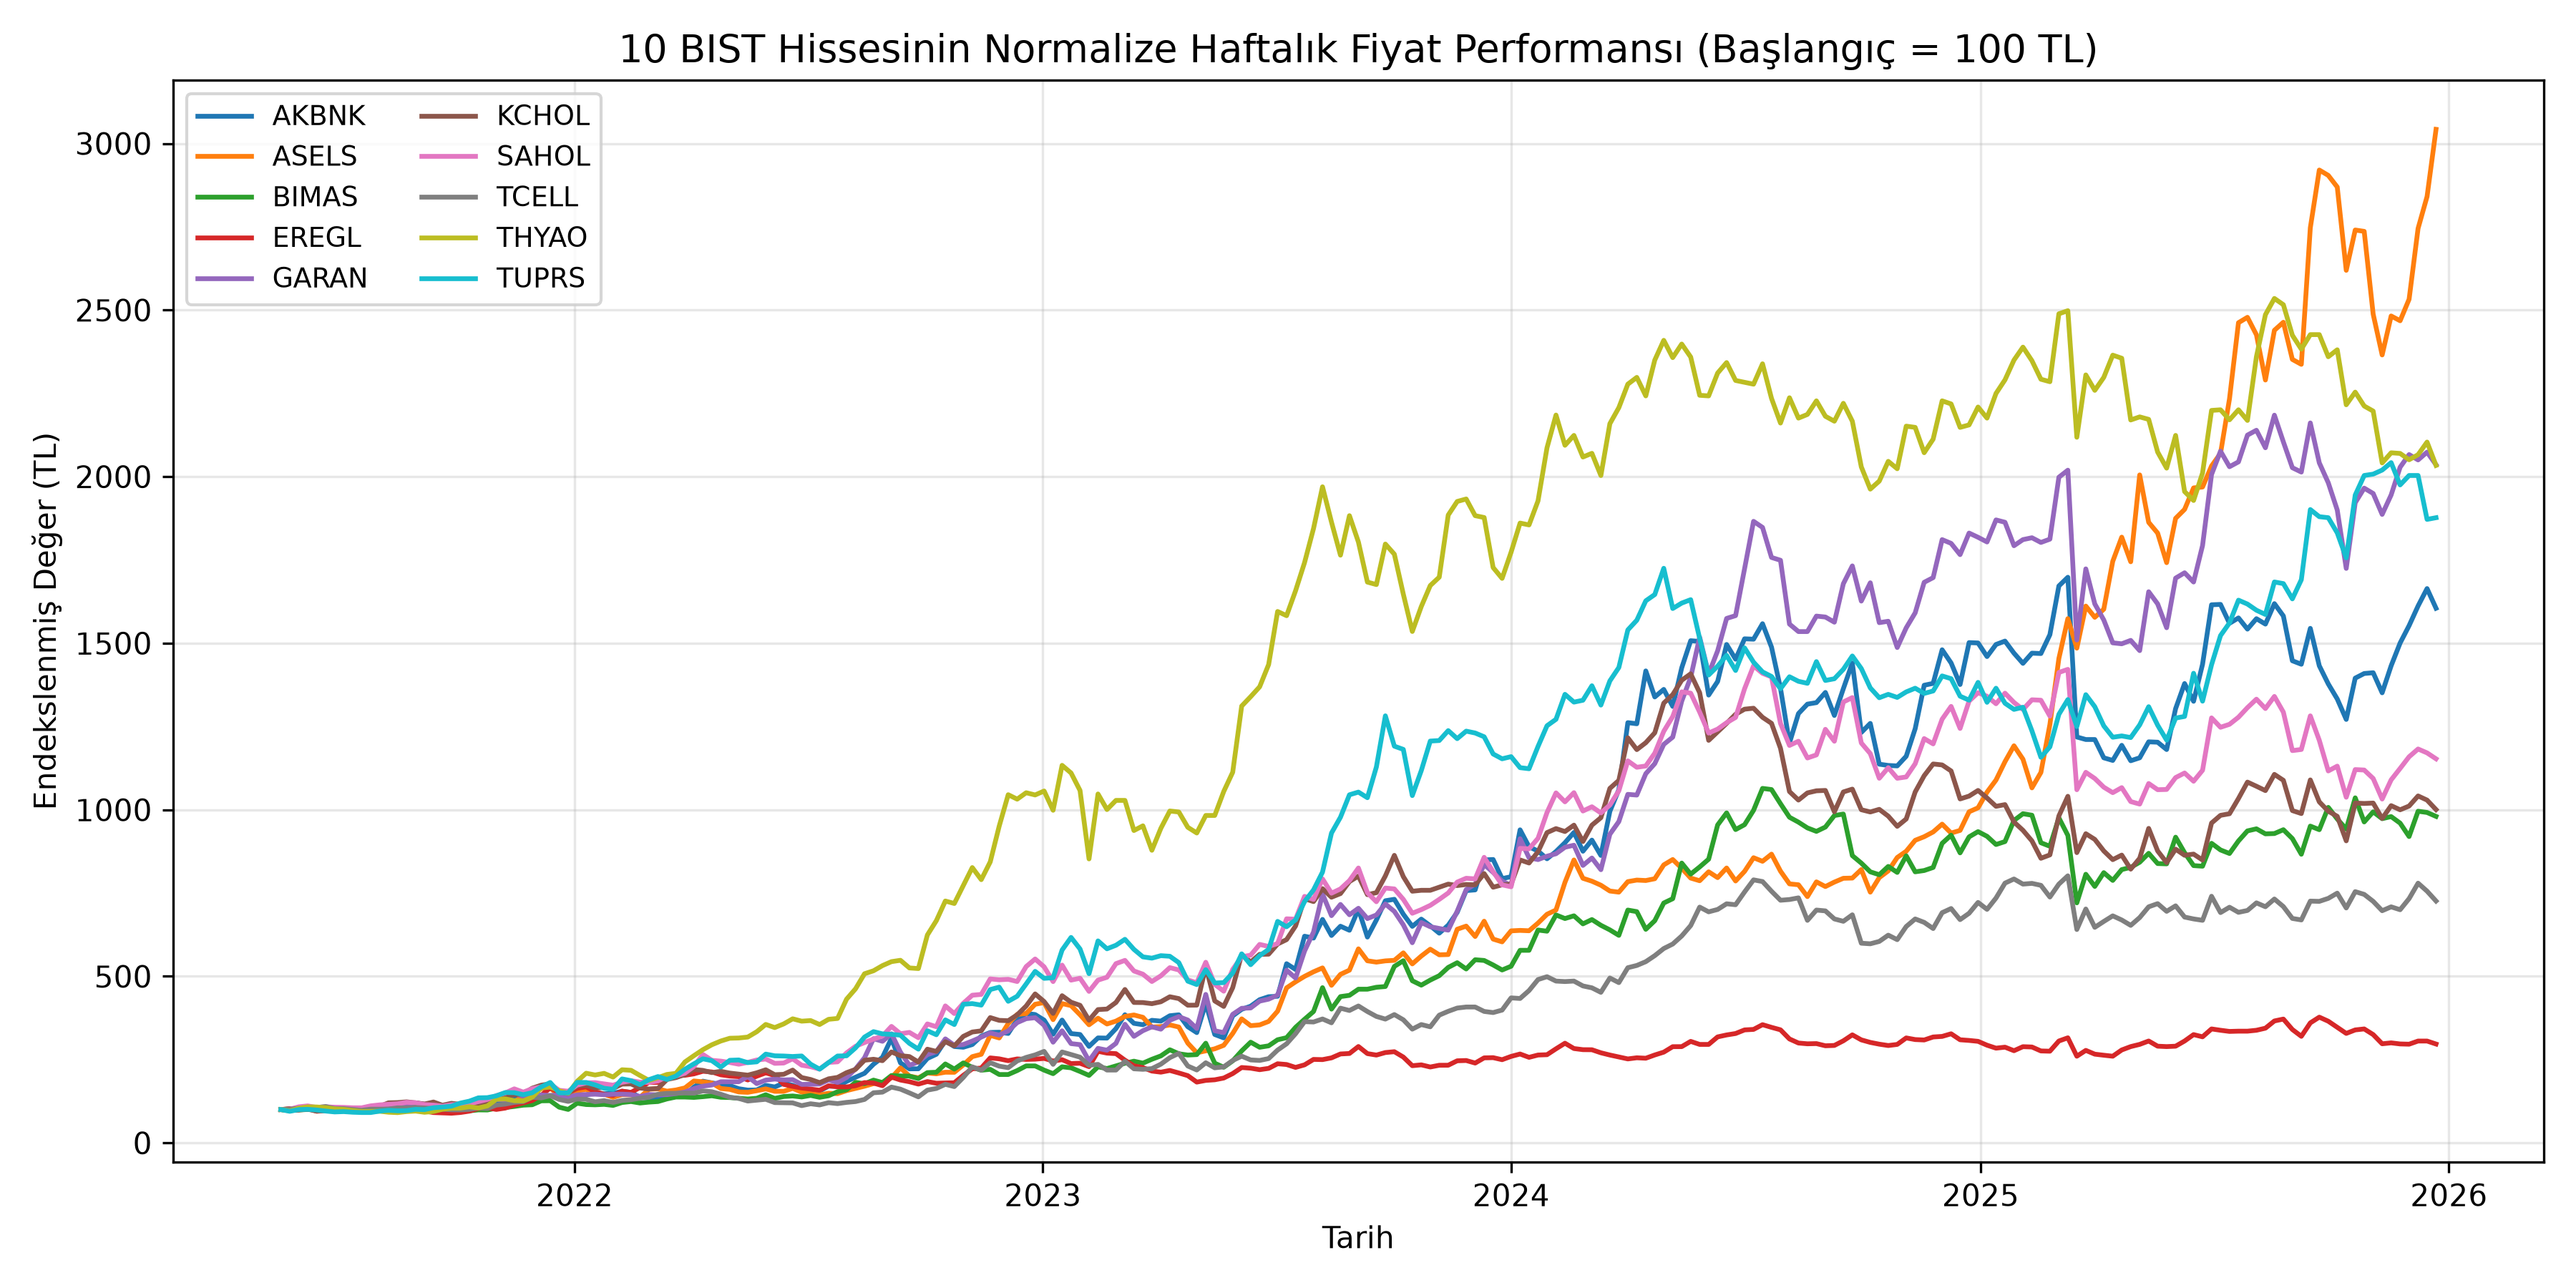 10 BIST Hissesinin Normalize Haftalık Fiyat Performansı (Başlangıç = 100 TL)
AKBNK
ASELS
BIMAS
EREGL
GARAN
KCHOL
SAHOL
TCELL
THYAO
TUPRS
Endekslenmiş Değer (TL)
3000
2500
2000
1500
1000
500
0
2022
2023
2024
2025
2026
Tarih